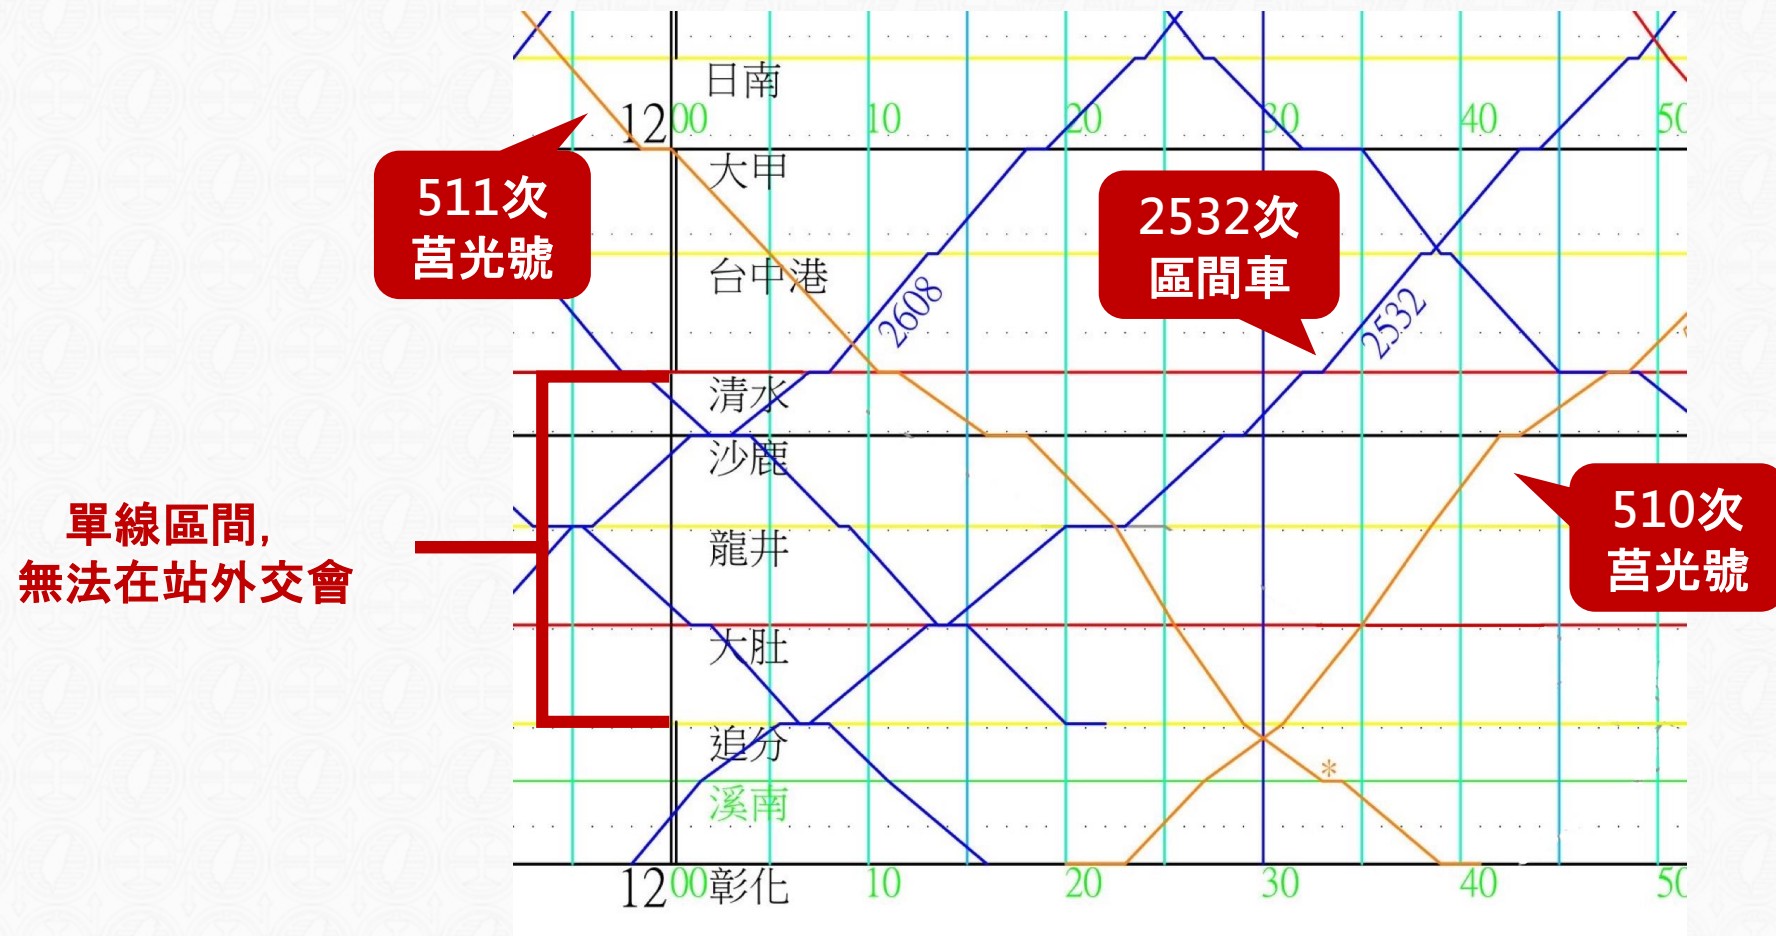 日南
12 00 10 20 30 40 50
大甲
511次
莒光號
2532次
區間車
台中港
2608
2532
清水
沙鹿
510次
莒光號
單線區間,
無法在站外交會
龍井
大肚
追分
*
溪南
12 00 彰化 10 20 30 40 50